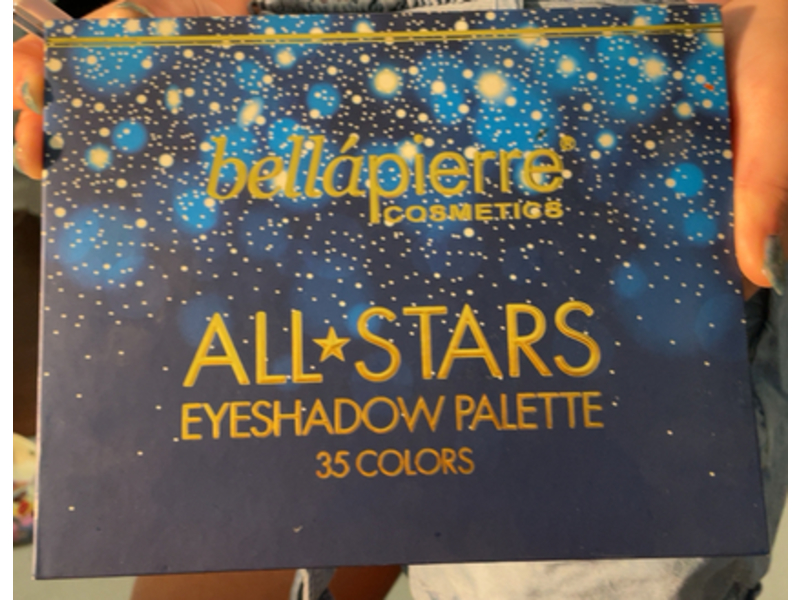 bellápierre®
COSMETICS
ALL★STARS
EYESHADOW PALETTE
35 COLORS